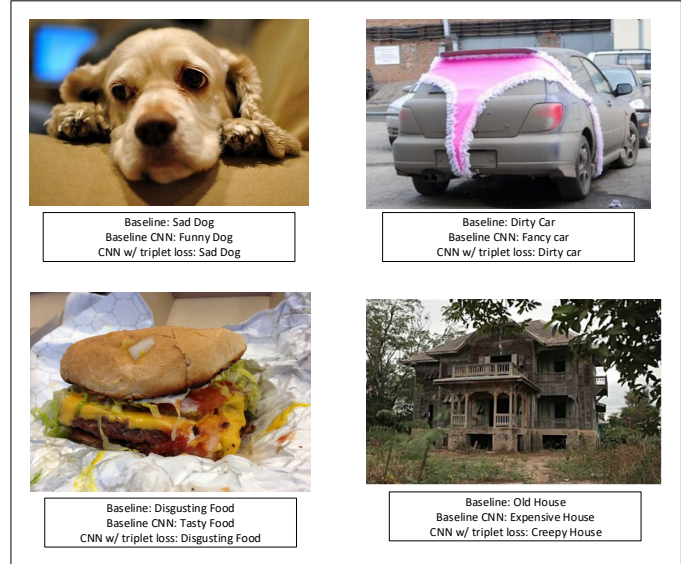 Baseline: Sad Dog
Baseline CNN: Funny Dog
CNN w/ triplet loss: Sad Dog
Baseline: Dirty Car
Baseline CNN: Fancy car
CNN w/ triplet loss: Dirty car
Baseline: Disgusting Food
Baseline CNN: Tasty Food
CNN w/ triplet loss: Disgusting Food
Baseline: Old House
Baseline CNN: Expensive House
CNN w/ triplet loss: Creepy House